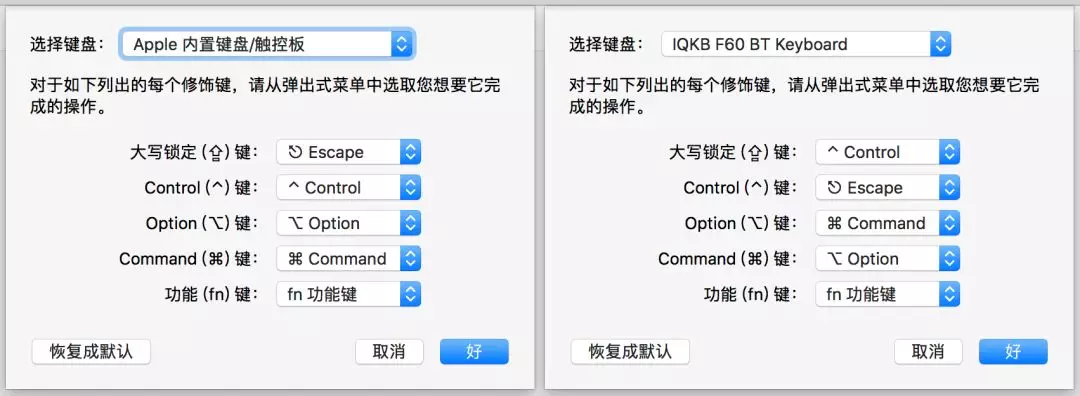 选择键盘： Apple 内置键盘/触控板
对于如下列出的每个修饰键，请从弹出式菜单中选取您想要它完
成的操作。
大写锁定 (⇪) 键： ⎋ Escape
Control (⌃) 键： ⌃ Control
Option (⌥) 键： ⌥ Option
Command (⌘) 键： ⌘ Command
功能 (fn) 键： fn 功能键
恢复成默认 取消 好
选择键盘： IQKB F60 BT Keyboard
对于如下列出的每个修饰键，请从弹出式菜单中选取您想要它完
成的操作。
大写锁定 (⇪) 键： ⌃ Control
Control (⌃) 键： ⎋ Escape
Option (⌥) 键： ⌘ Command
Command (⌘) 键： ⌥ Option
功能 (fn) 键： fn 功能键
恢复成默认 取消 好